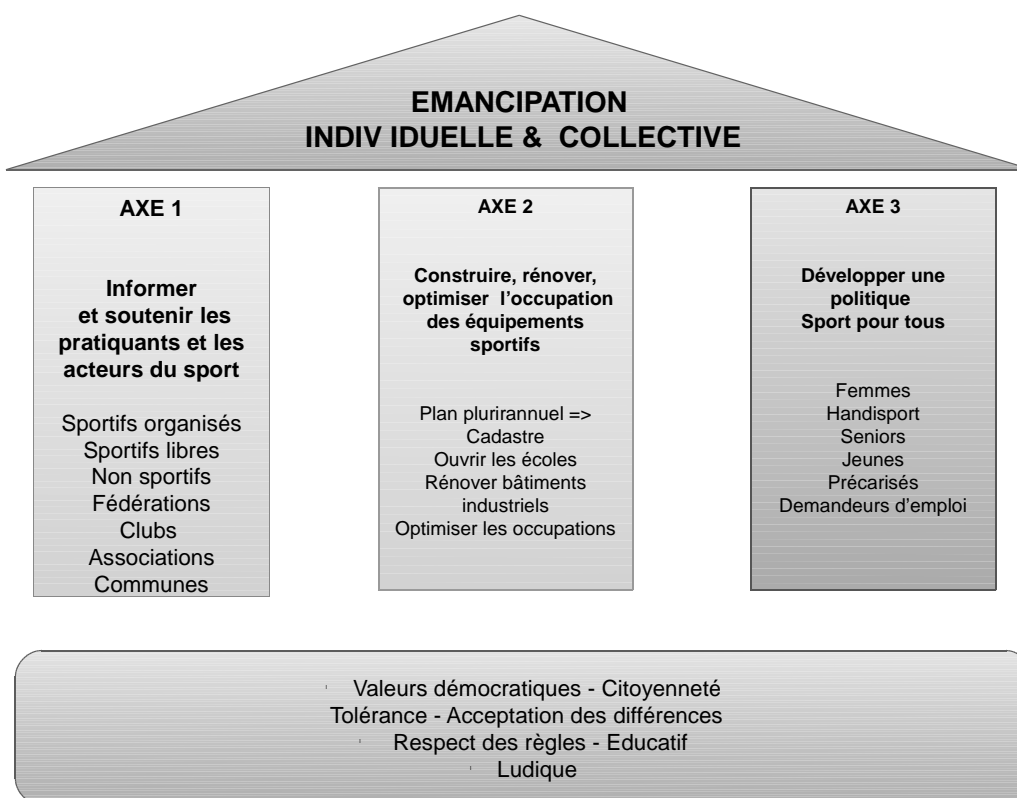 EMANCIPATION
INDIV IDUELLE & COLLECTIVE
AXE 1
Informer
et soutenir les
pratiquants et les
acteurs du sport
Sportifs organisés
Sportifs libres
Non sportifs
Fédérations
Clubs
Associations
Communes
AXE 2
Construire, rénover,
optimiser l’occupation
des équipements
sportifs
Plan plurirannuel =>
Cadastre
Ouvrir les écoles
Rénover bâtiments
industriels
Optimiser les occupations
AXE 3
Développer une
politique
Sport pour tous
Femmes
Handisport
Seniors
Jeunes
Précarisés
Demandeurs d’emploi
Valeurs démocratiques - Citoyenneté
Tolérance - Acceptation des différences
Respect des règles - Educatif
Ludique